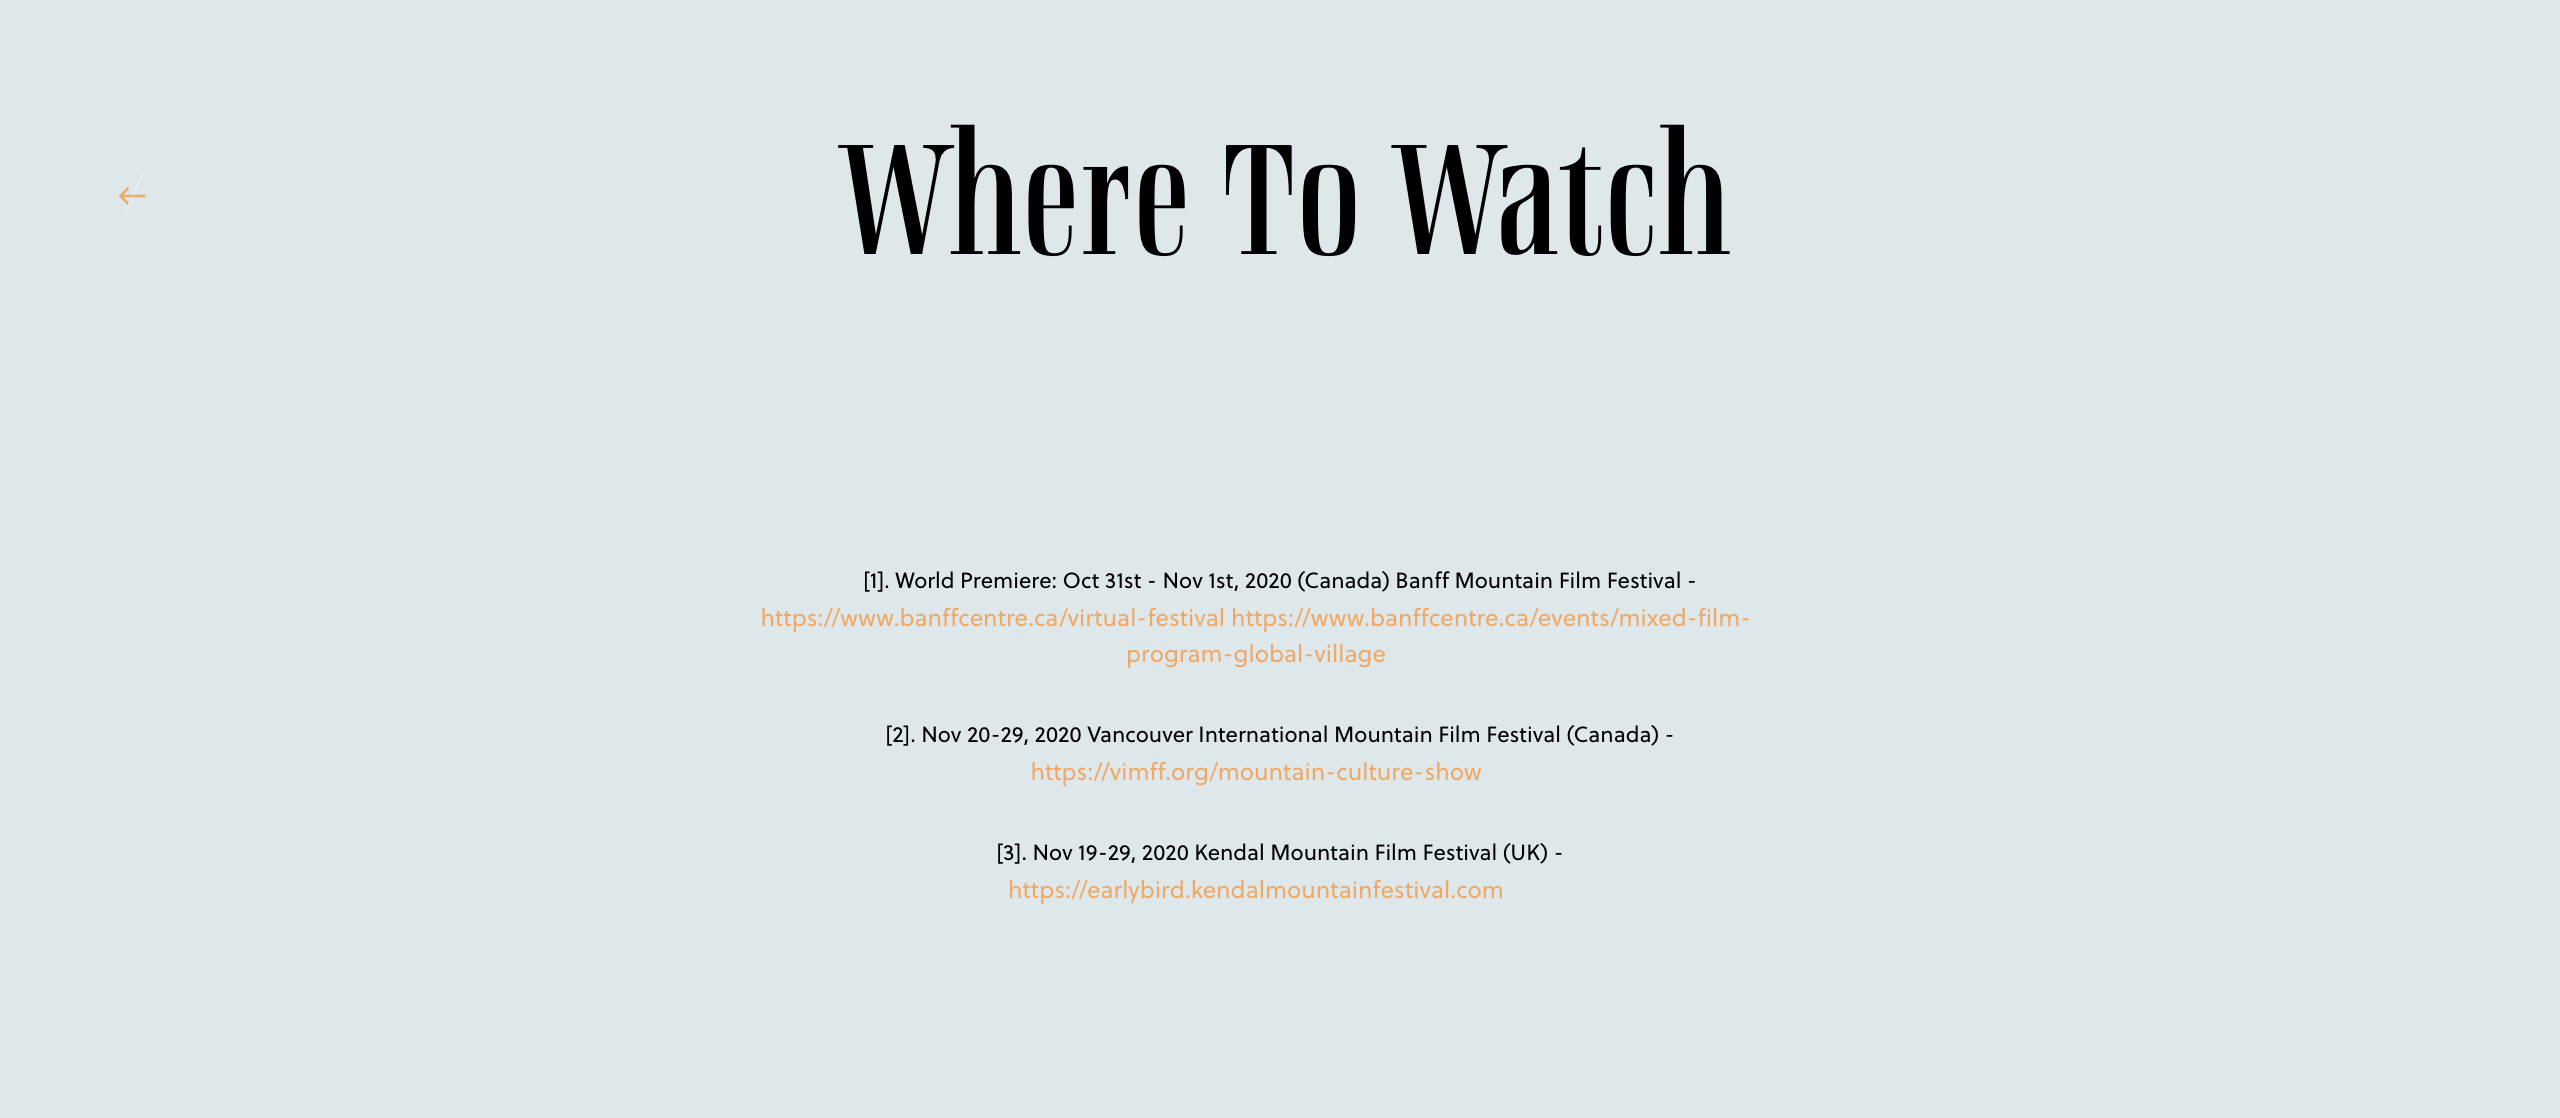 Where To Watch
[1]. World Premiere: Oct 31st - Nov 1st, 2020 (Canada) Banff Mountain Film Festival -
https://www.banffcentre.ca/virtual-festival https://www.banffcentre.ca/events/mixed-film-
program-global-village
[2]. Nov 20-29, 2020 Vancouver International Mountain Film Festival (Canada) -
https://vimff.org/mountain-culture-show
[3]. Nov 19-29, 2020 Kendal Mountain Film Festival (UK) -
https://earlybird.kendalmountainfestival.com